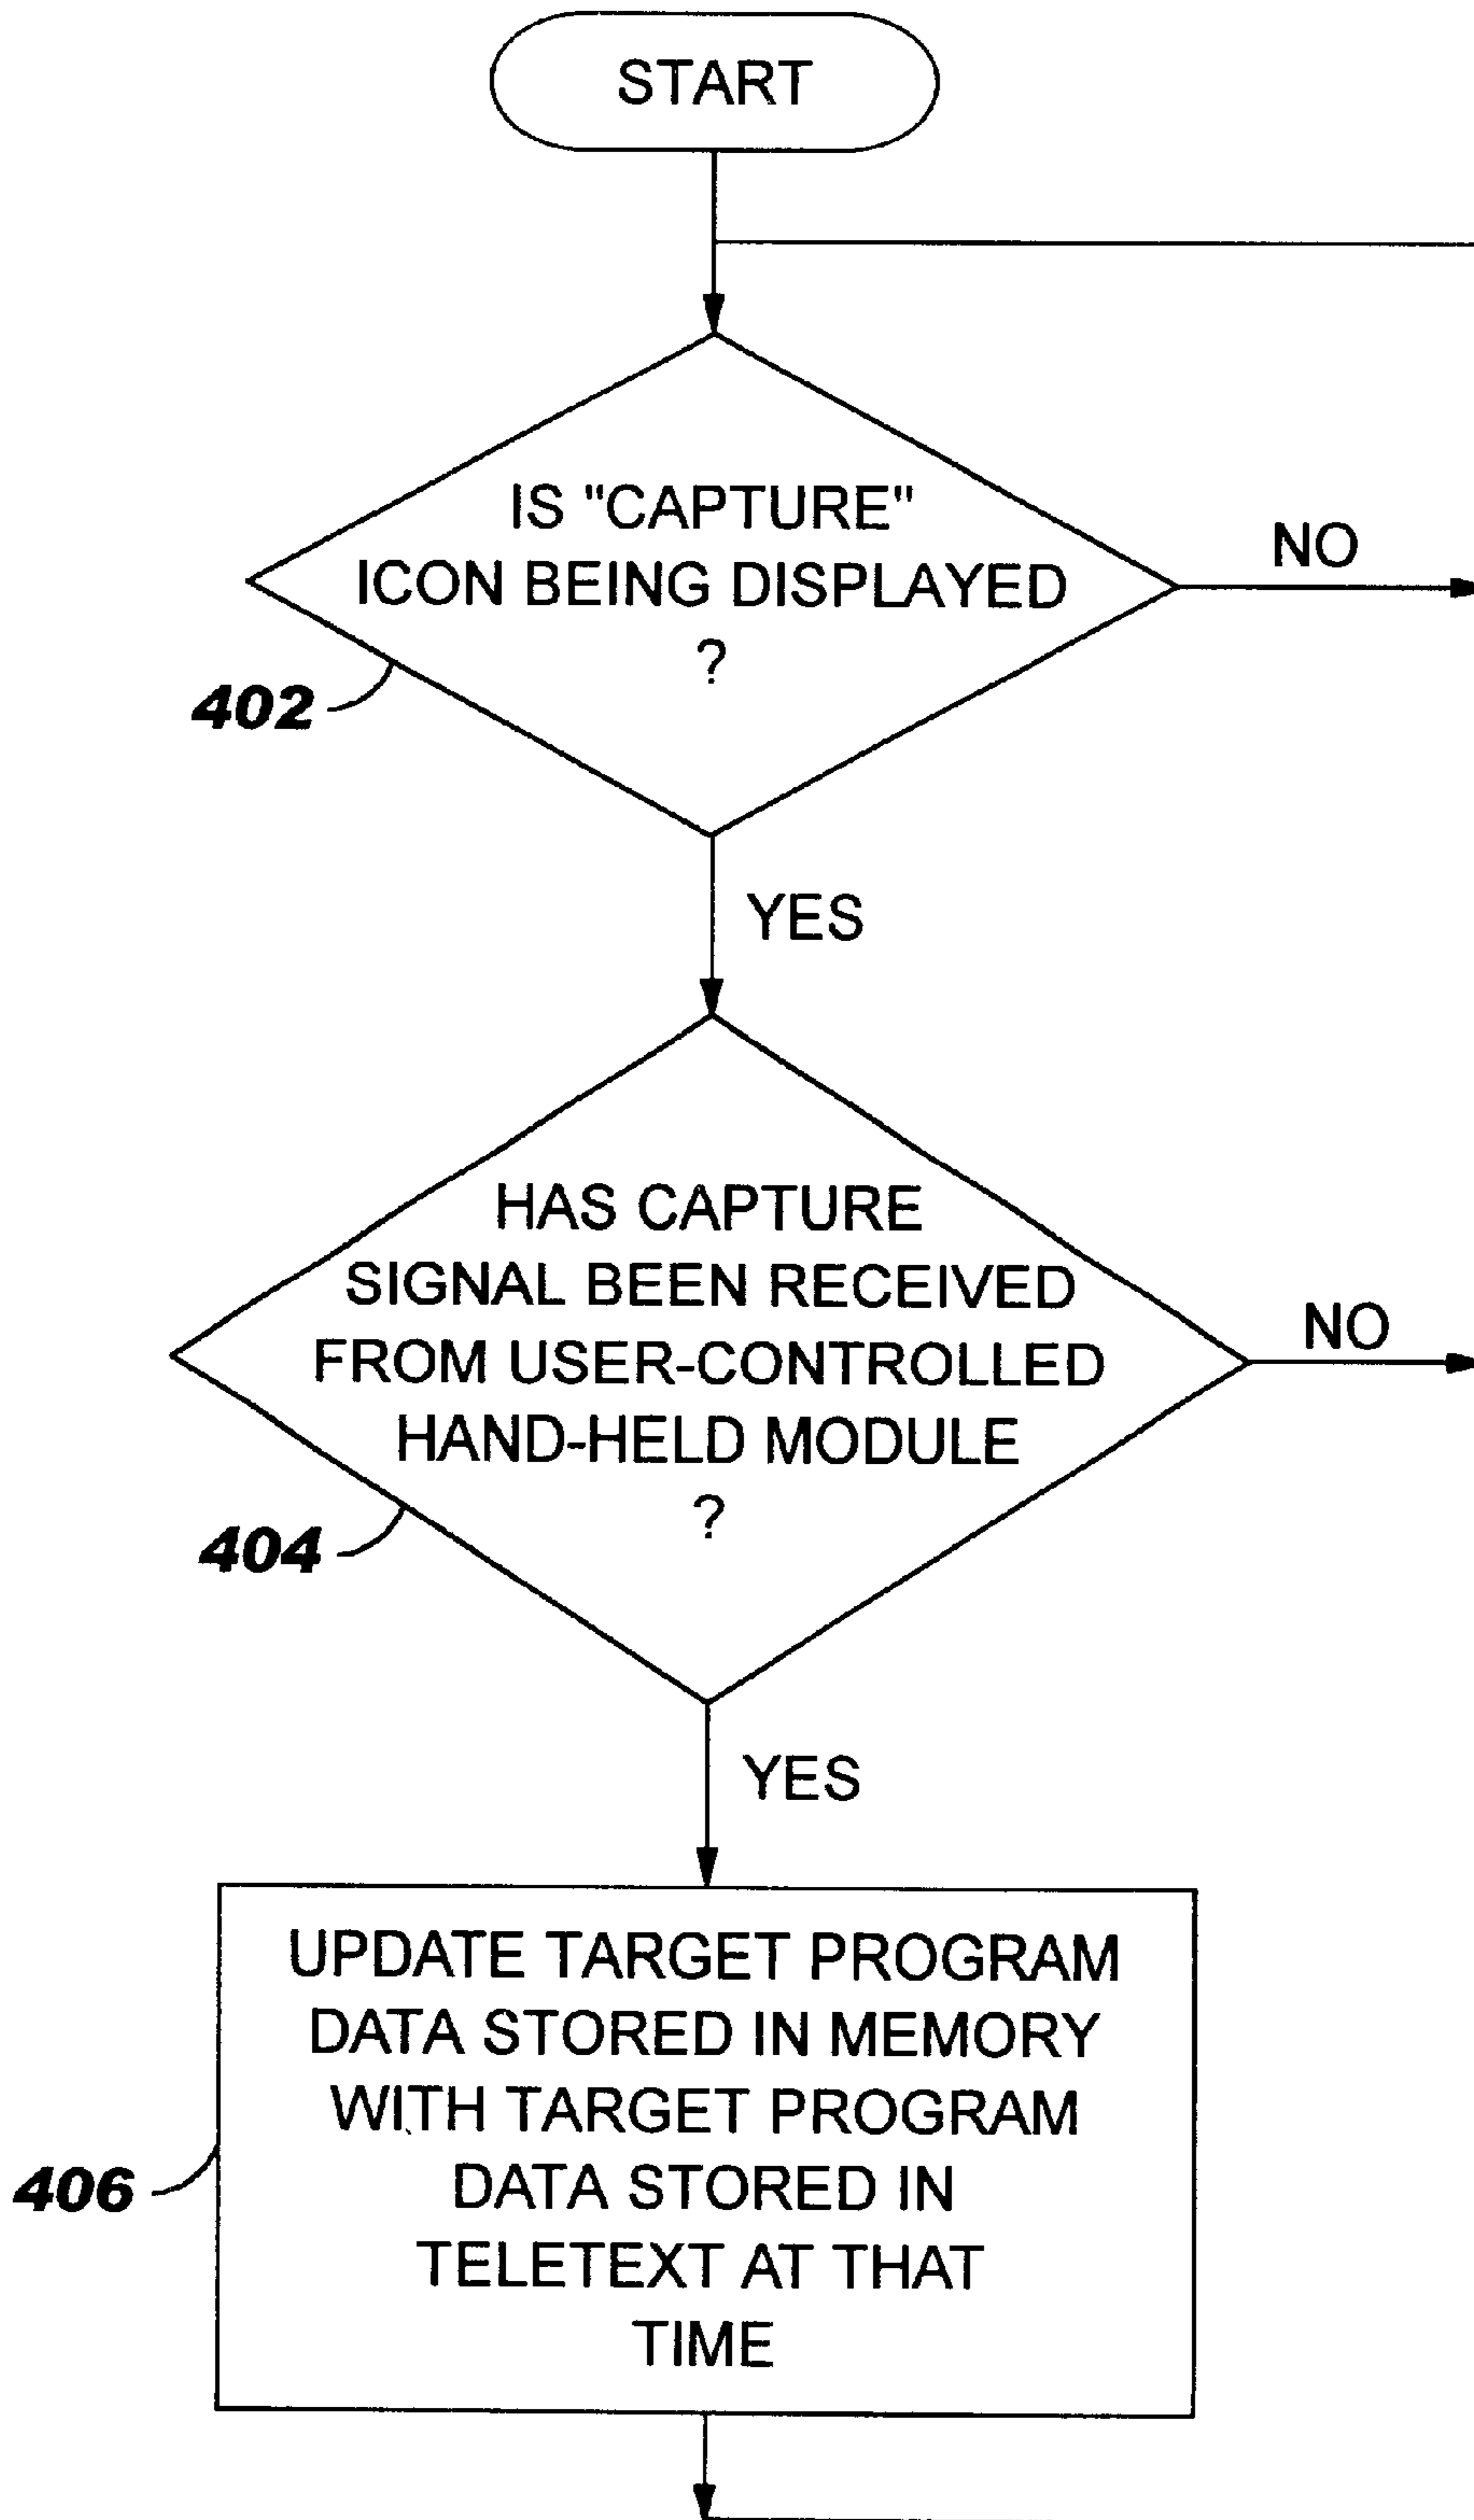 START
IS "CAPTURE"
ICON BEING DISPLAYED
?
NO
402
YES
HAS CAPTURE
SIGNAL BEEN RECEIVED
FROM USER-CONTROLLED
HAND-HELD MODULE
?
NO
404
YES
UPDATE TARGET PROGRAM
DATA STORED IN MEMORY
WITH TARGET PROGRAM
DATA STORED IN
TELETEXT AT THAT
TIME
406